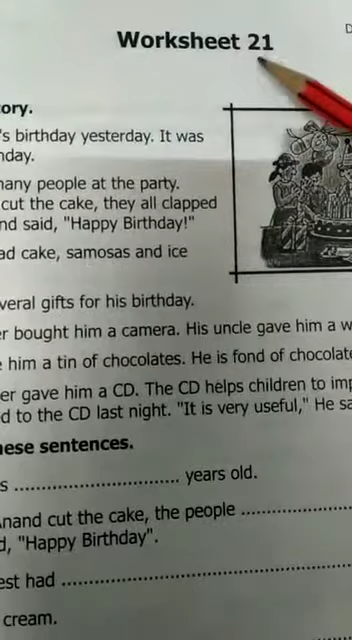 Worksheet 21
ory.
's birthday yesterday. It was
nday.
many people at the party.
cut the cake, they all clapped
nd said, "Happy Birthday!"
ad cake, samosas and ice
veral gifts for his birthday.
er bought him a camera. His uncle gave him a w
e him a tin of chocolates. He is fond of chocolate
er gave him a CD. The CD helps children to imp
d to the CD last night. "It is very useful," He sa
hese sentences.
s .............................. years old.
Anand cut the cake, the people ....................
d, "Happy Birthday".
est had ..................................................
cream.